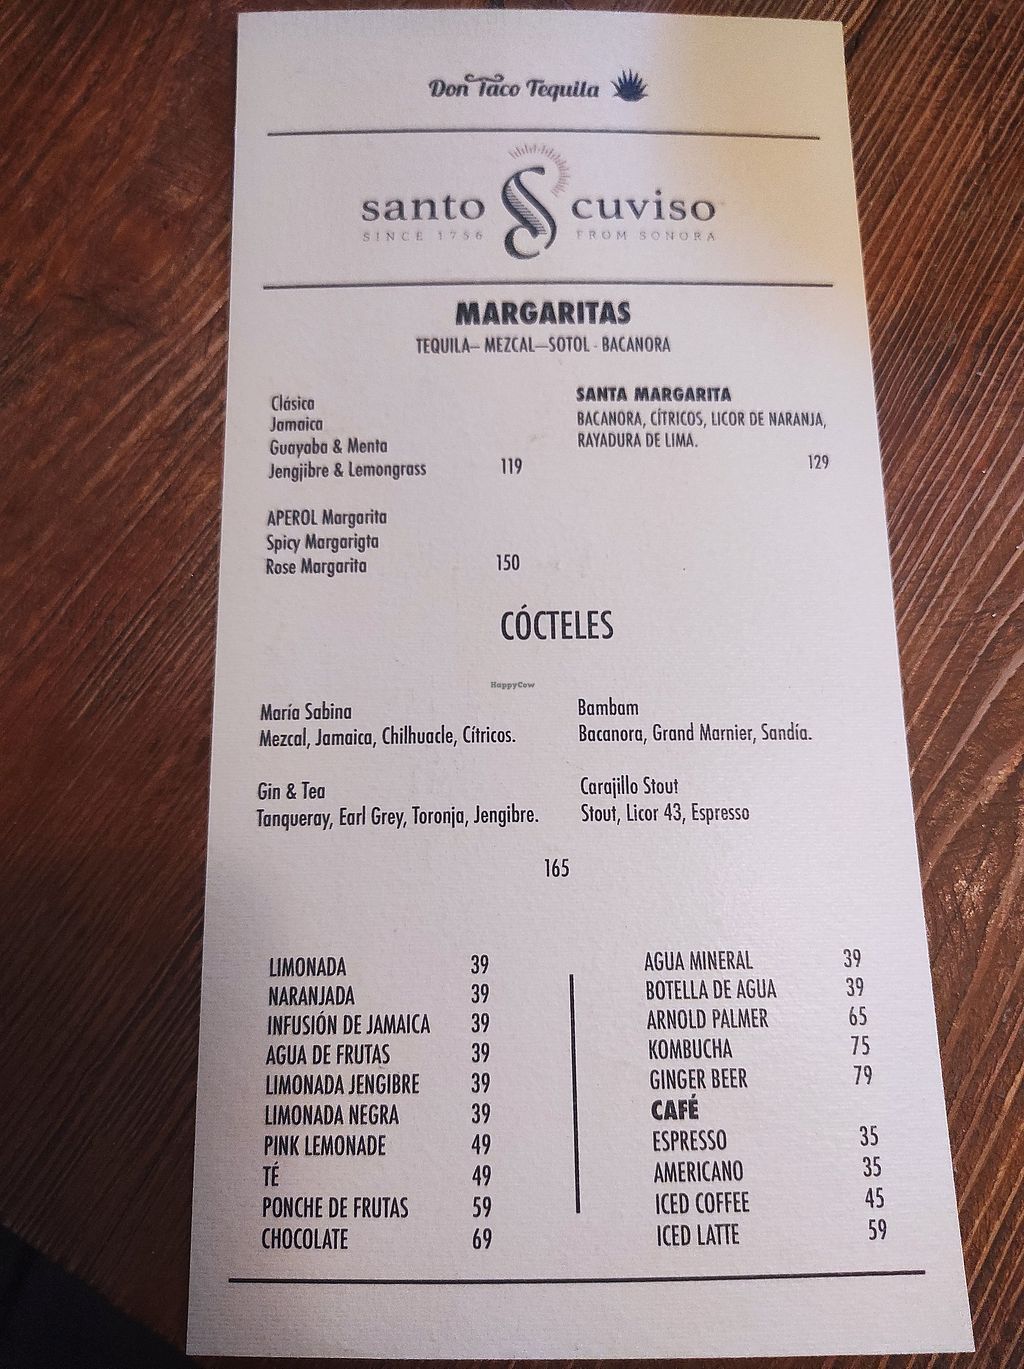 Don Taco Tequila
santo cuviso
SINCE 1756 FROM SONORA
MARGARITAS
TEQUILA– MEZCAL—SOTOL - BACANORA
Clásica
Jamaica
Guayaba & Menta
Jengjibre & Lemongrass 119
APEROL Margarita
Spicy Margarigta
Rose Margarita 150
SANTA MARGARITA
BACANORA, CÍTRICOS, LICOR DE NARANJA,
RAYADURA DE LIMA.
129
CÓCTELES
HappyCow
María Sabina
Mezcal, Jamaica, Chilhuacle, Cítricos.
Bambam
Bacanora, Grand Marnier, Sandía.
Gin & Tea
Tanqueray, Earl Grey, Toronja, Jengibre.
Carajillo Stout
Stout, Licor 43, Espresso
165
LIMONADA 39
NARANJADA 39
INFUSIÓN DE JAMAICA 39
AGUA DE FRUTAS 39
LIMONADA JENGIBRE 39
LIMONADA NEGRA 39
PINK LEMONADE 49
TÉ 49
PONCHE DE FRUTAS 59
CHOCOLATE 69
AGUA MINERAL 39
BOTELLA DE AGUA 39
ARNOLD PALMER 65
KOMBUCHA 75
GINGER BEER 79
CAFÉ
ESPRESSO 35
AMERICANO 35
ICED COFFEE 45
ICED LATTE 59